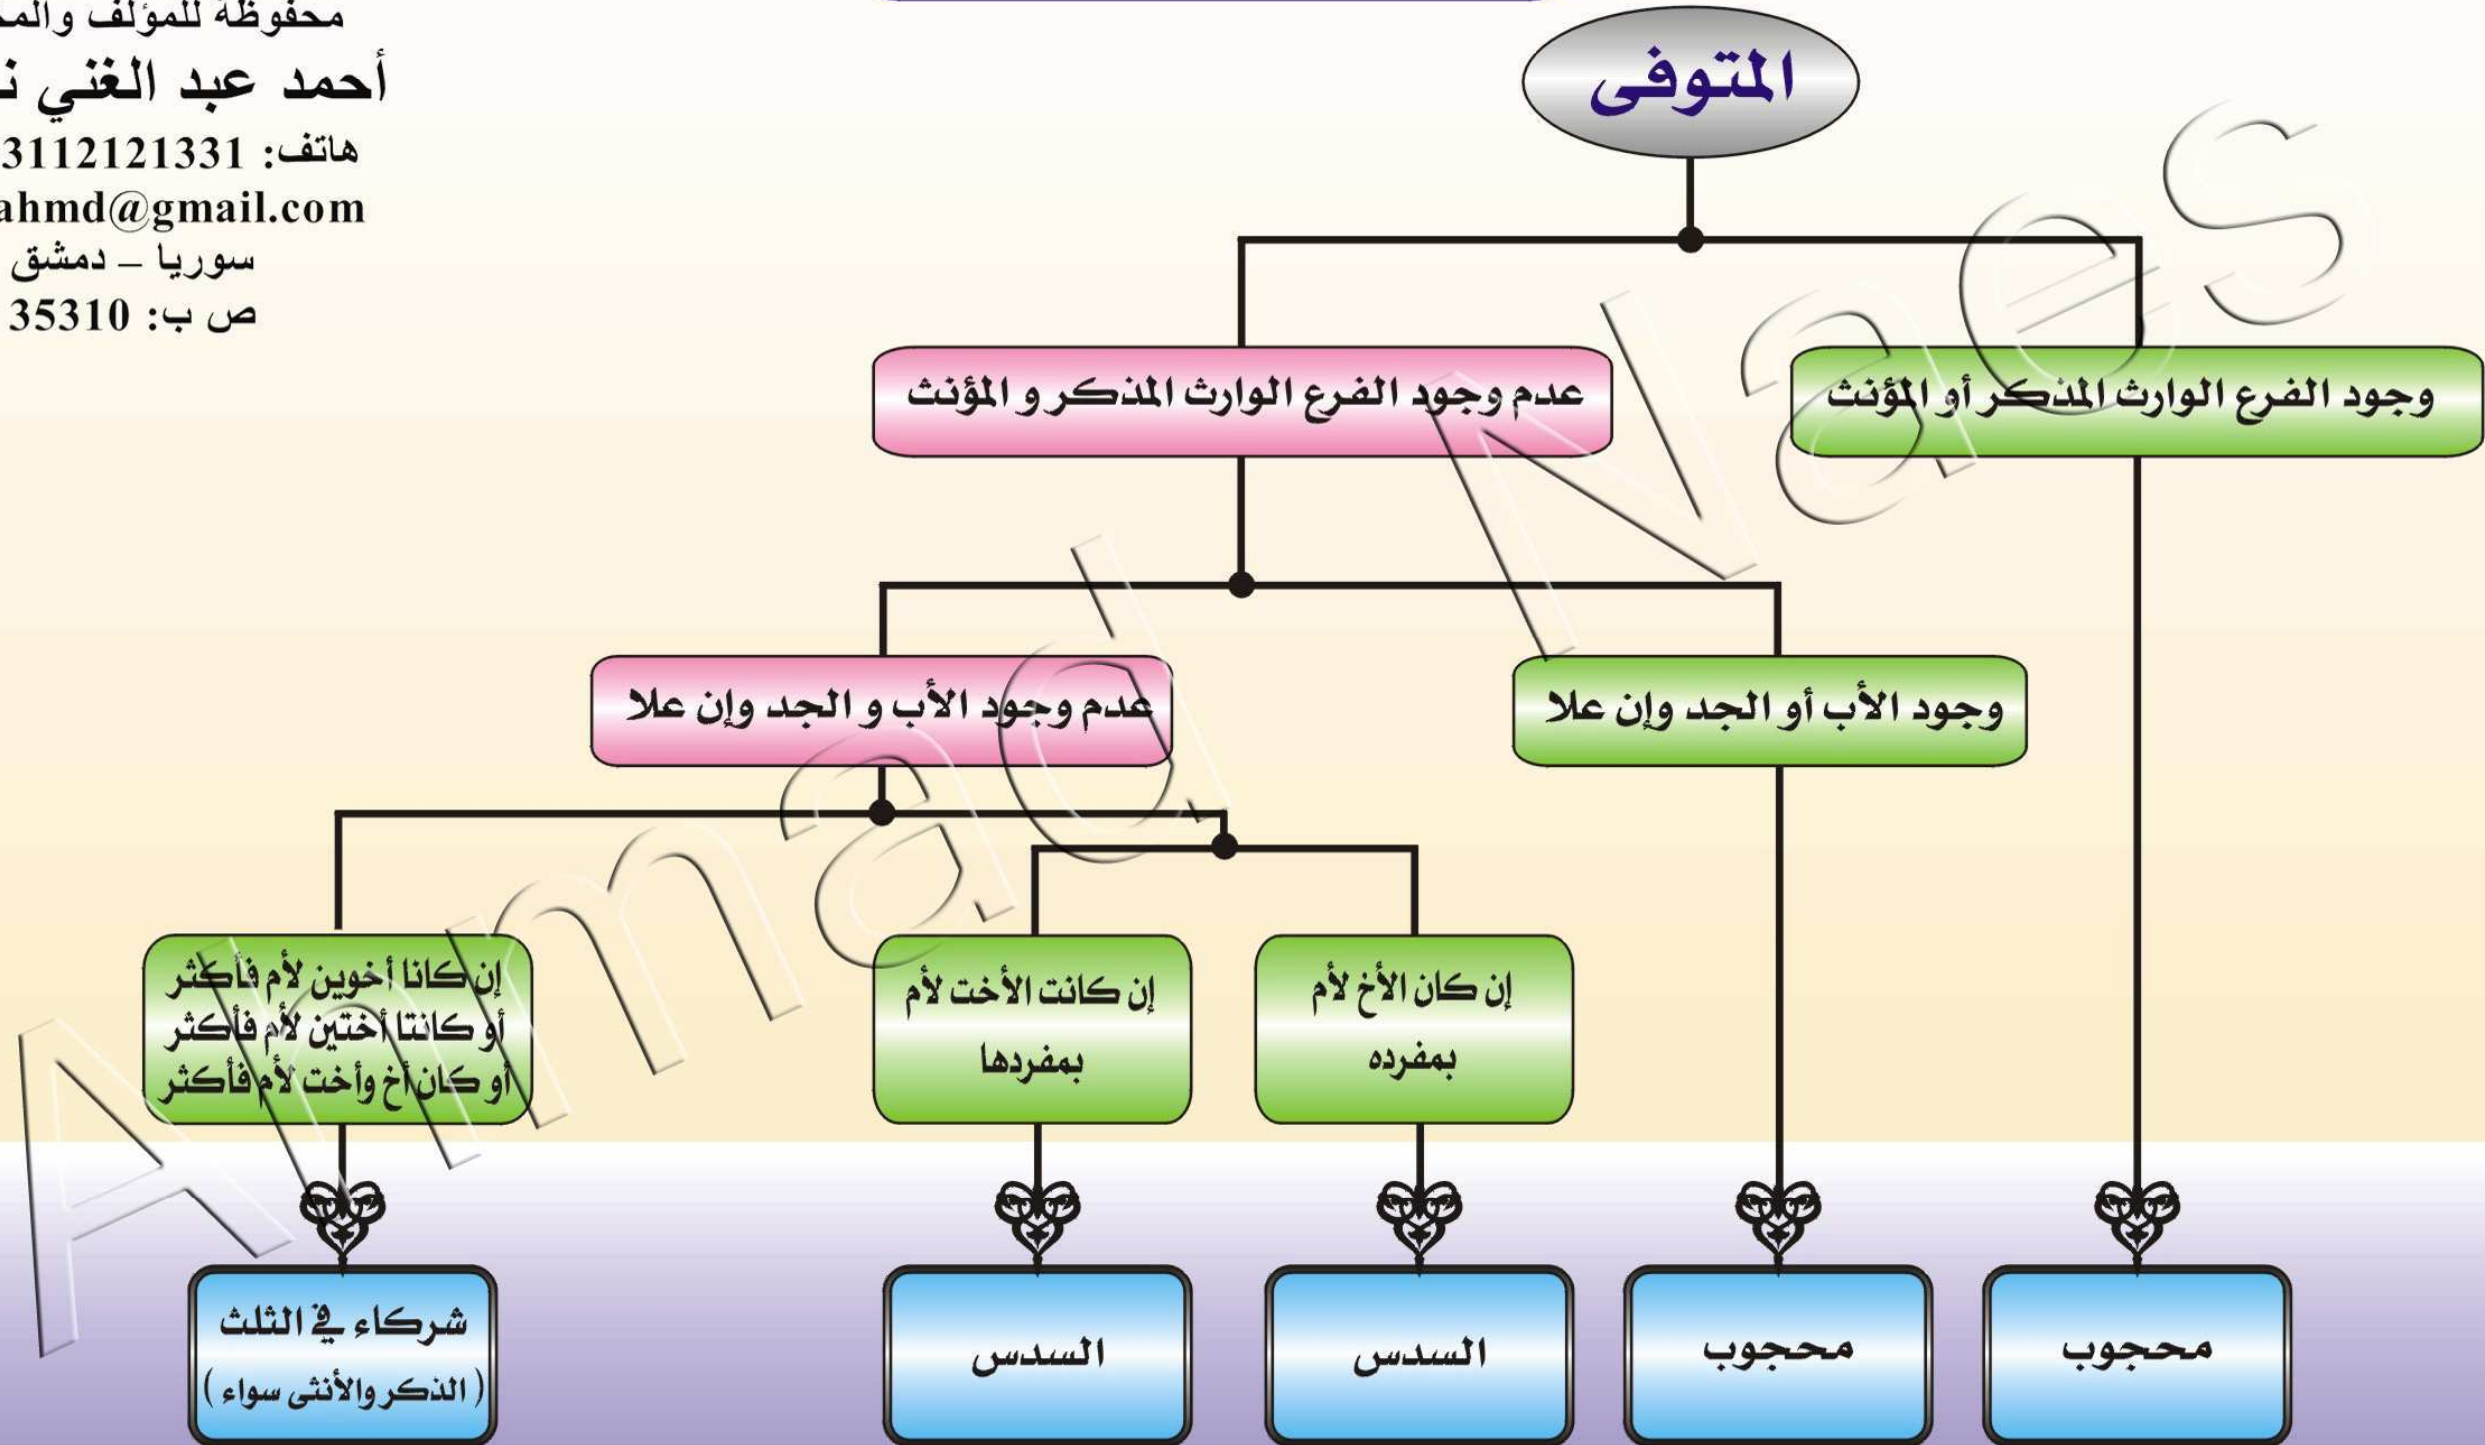 محفوظة للمؤلف
أحمد عبد الغني
هاتف: 3112121331
ahmd@gmail.com
سوريا – دمشق
ص ب: 35310
المتوفى
وجود الفرع الوارث المذكر أو المؤنث
عدم وجود الفرع الوارث المذكر و المؤنث
وجود الأب أو الجد وإن علا
عدم وجود الأب و الجد وإن علا
إن كان الأخ لأم
بمفرده
إن كانت الأخت لأم
بمفردها
إن كانا أخوين لأم فأكثر
أو كانتا أختين لأم فأكثر
أو كان أخ وأخت لأم فأكثر
محجوب
محجوب
السدس
السدس
شركاء في الثلث
( الذكر والأنثى سواء )
Ahmad Naes